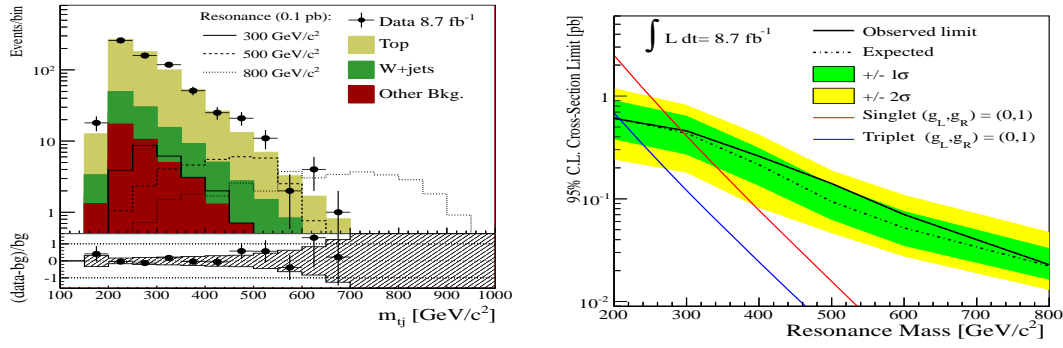 Events/bin
10²
10
1
Resonance (0.1 pb):
300 GeV/c²
500 GeV/c²
800 GeV/c²
Data 8.7 fb⁻¹
Top
W+jets
Other Bkg.
(data-bg)/bg
1
0
-1
100 200 300 400 500 600 700 800 900 1000
m_tj [GeV/c²]
95% C.L. Cross-Section Limit [pb]
1
10⁻¹
10⁻²
∫ L dt= 8.7 fb⁻¹
Observed limit
Expected
+/- 1σ
+/- 2σ
Singlet (g_L,g_R) = (0,1)
Triplet (g_L,g_R) = (0,1)
200 300 400 500 600 700 800
Resonance Mass [GeV/c²]